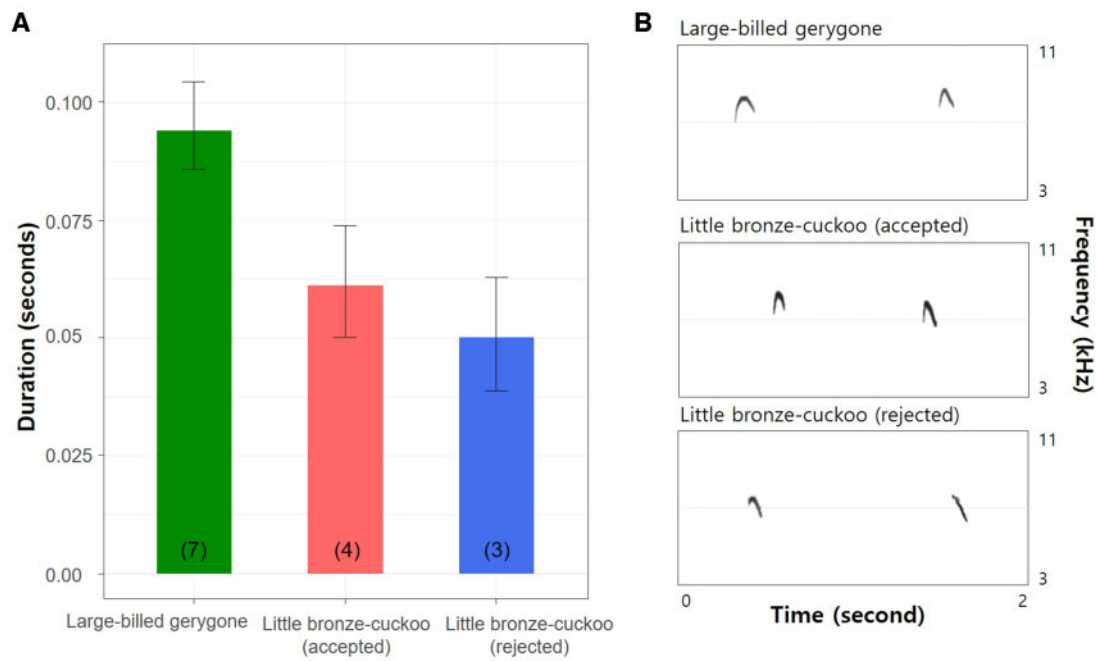 A
Duration (seconds)
0.100
0.075
0.05
0.025
0.00
(7)
(4)
(3)
Large-billed gerygone
Little bronze-cuckoo
(accepted)
Little bronze-cuckoo
(rejected)
B
Large-billed gerygone
11
3
Little bronze-cuckoo (accepted)
11
3
Little bronze-cuckoo (rejected)
11
3
Frequency (kHz)
0
2
Time (second)